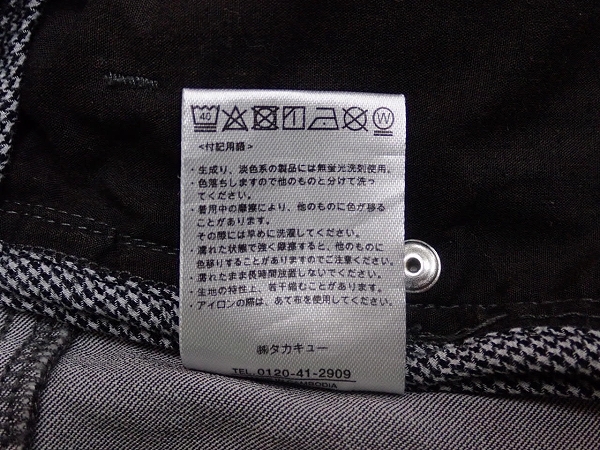 40
W
<付記用語>
・生成り、淡色系の製品には無蛍光洗剤使用。
・色落ちしますので他のものと分けて洗っ
てください。
・着用中の摩擦により、他のものに色が移る
ことがあります。
その際には早めに洗濯してください。
・濡れた状態で強く摩擦すると、他のものに
色移りすることがありますのでご注意ください。
・濡れたまま長時間放置しないでください。
・生地の特性上、若干縮むことがあります。
・アイロンの際は、あて布を使用してください。
㈱タカキュー
TEL.0120-41-2909